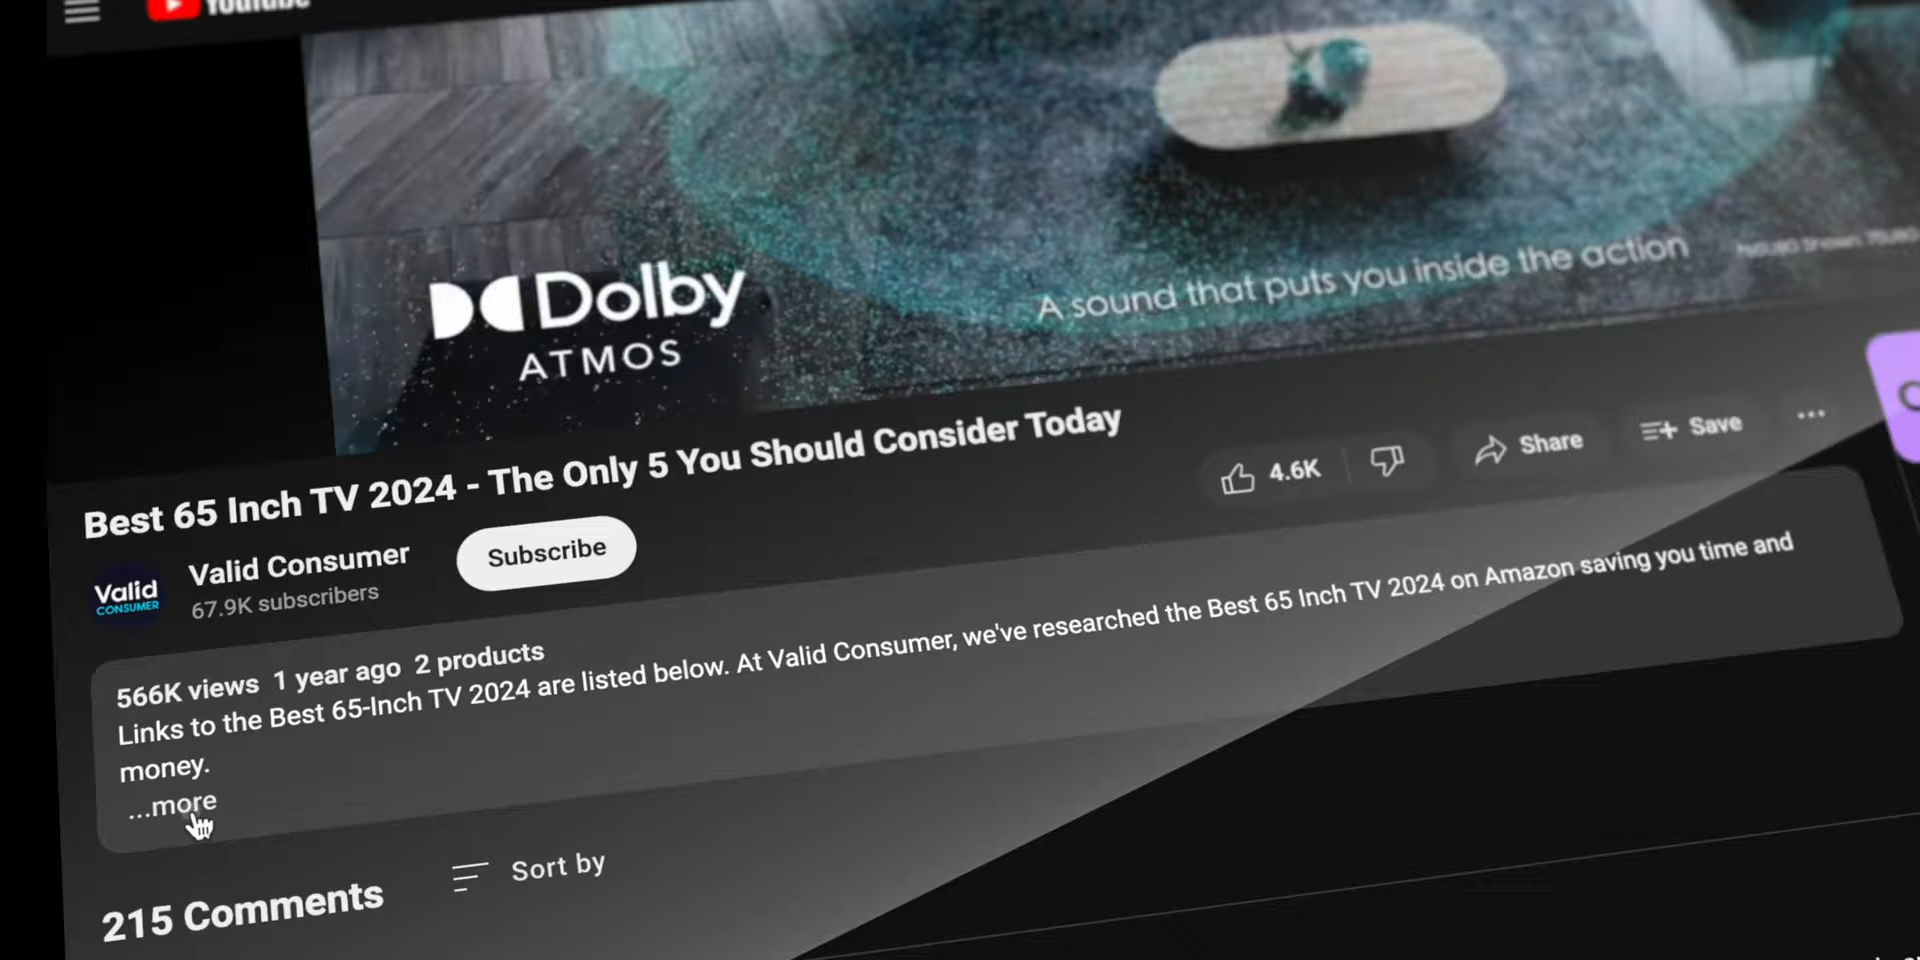 YouTube
Dolby
ATMOS
A sound that puts you inside the action
Best 65 Inch TV 2024 - The Only 5 You Should Consider Today
4.6K
Share
Save
...
Valid
CONSUMER
Valid Consumer
67.9K subscribers
Subscribe
566K views 1 year ago 2 products
Links to the Best 65-Inch TV 2024 are listed below. At Valid Consumer, we've researched the Best 65 Inch TV 2024 on Amazon saving you time and
money.
...more
215 Comments
Sort by